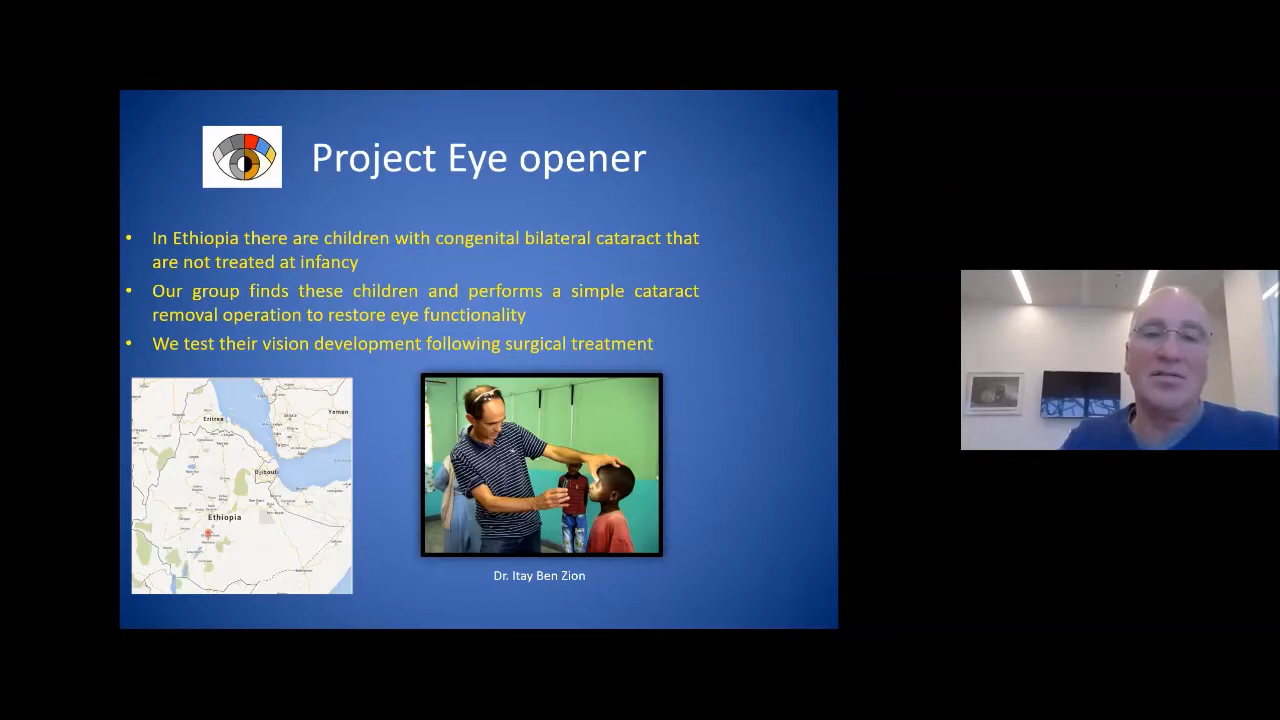 Project Eye opener
• In Ethiopia there are children with congenital bilateral cataract that
are not treated at infancy
• Our group finds these children and performs a simple cataract
removal operation to restore eye functionality
• We test their vision development following surgical treatment
Yemen
Eritrea
Djibouti
Ethiopia
Dr. Itay Ben Zion